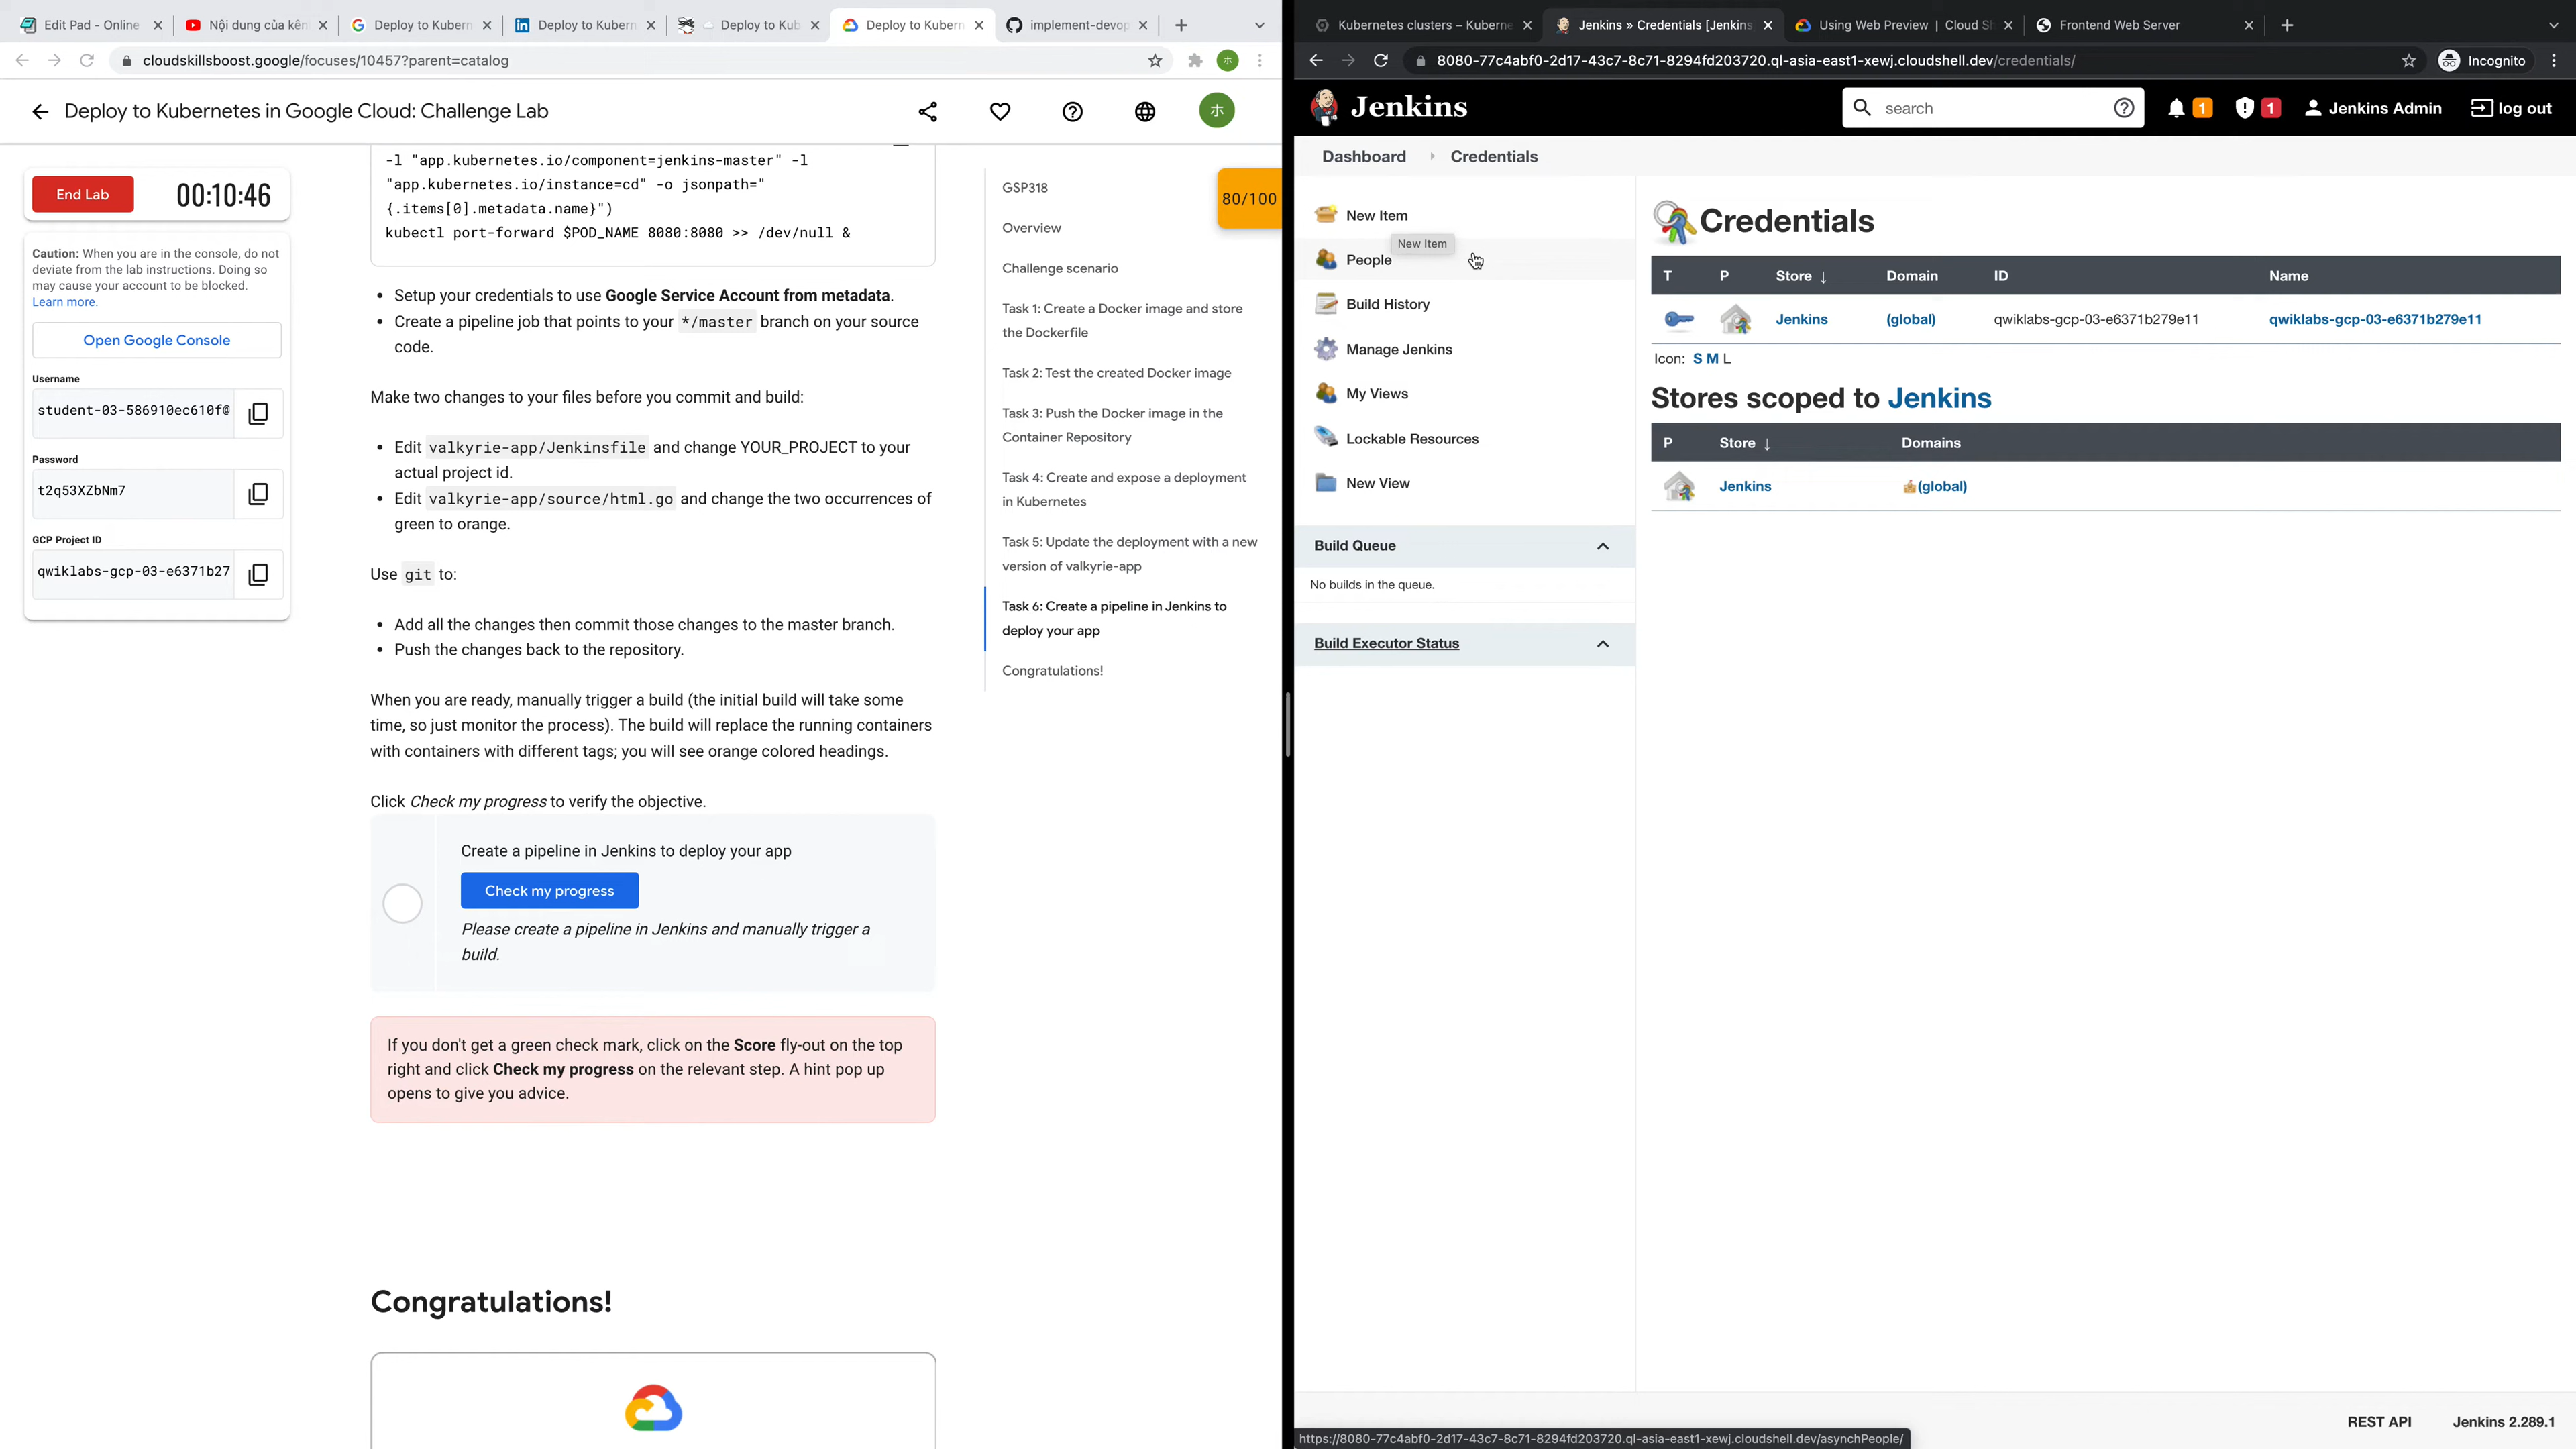 Edit Pad - Online
Nội dung của kên
Deploy to Kubern
Deploy to Kubern
Deploy to Kub
Deploy to Kubern
implement-devop
cloudskillsboost.google/focuses/10457?parent=catalog
Deploy to Kubernetes in Google Cloud: Challenge Lab
ホ
End Lab
00:10:46
Caution: When you are in the console, do not
deviate from the lab instructions. Doing so
may cause your account to be blocked.
Learn more.
Open Google Console
Username
student-03-586910ec610f@
Password
t2q53XZbNm7
GCP Project ID
qwiklabs-gcp-03-e6371b27
-l "app.kubernetes.io/component=jenkins-master" -l
"app.kubernetes.io/instance=cd" -o jsonpath="
{.items[0].metadata.name}")
kubectl port-forward $POD_NAME 8080:8080 >> /dev/null &
• Setup your credentials to use Google Service Account from metadata.
• Create a pipeline job that points to your */master branch on your source
code.
Make two changes to your files before you commit and build:
• Edit valkyrie-app/Jenkinsfile and change YOUR_PROJECT to your
actual project id.
• Edit valkyrie-app/source/html.go and change the two occurrences of
green to orange.
Use git to:
• Add all the changes then commit those changes to the master branch.
• Push the changes back to the repository.
When you are ready, manually trigger a build (the initial build will take some
time, so just monitor the process). The build will replace the running containers
with containers with different tags; you will see orange colored headings.
Click Check my progress to verify the objective.
Create a pipeline in Jenkins to deploy your app
Check my progress
Please create a pipeline in Jenkins and manually trigger a
build.
If you don't get a green check mark, click on the Score fly-out on the top
right and click Check my progress on the relevant step. A hint pop up
opens to give you advice.
Congratulations!
80/100
GSP318
Overview
Challenge scenario
Task 1: Create a Docker image and store
the Dockerfile
Task 2: Test the created Docker image
Task 3: Push the Docker image in the
Container Repository
Task 4: Create and expose a deployment
in Kubernetes
Task 5: Update the deployment with a new
version of valkyrie-app
Task 6: Create a pipeline in Jenkins to
deploy your app
Congratulations!
Kubernetes clusters – Kuberne
Jenkins » Credentials [Jenkins
Using Web Preview | Cloud Sh
Frontend Web Server
8080-77c4abf0-2d17-43c7-8c71-8294fd203720.ql-asia-east1-xewj.cloudshell.dev/credentials/
Incognito
Jenkins
search
1
1
Jenkins Admin
log out
Dashboard
Credentials
New Item
New Item
People
Build History
Manage Jenkins
My Views
Lockable Resources
New View
Build Queue
No builds in the queue.
Build Executor Status
Credentials
T P Store ↓ Domain ID Name
Jenkins (global) qwiklabs-gcp-03-e6371b279e11 qwiklabs-gcp-03-e6371b279e11
Icon: S M L
Stores scoped to Jenkins
P Store ↓ Domains
Jenkins (global)
REST API
Jenkins 2.289.1
https://8080-77c4abf0-2d17-43c7-8c71-8294fd203720.ql-asia-east1-xewj.cloudshell.dev/asynchPeople/